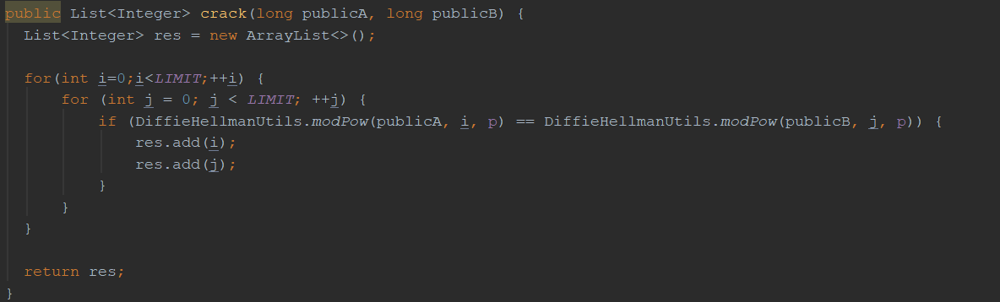 public List<Integer> crack(long publicA, long publicB) {
List<Integer> res = new ArrayList<>();
for(int i=0;i<LIMIT;++i) {
for (int j = 0; j < LIMIT; ++j) {
if (DiffieHellmanUtils.modPow(publicA, i, p) == DiffieHellmanUtils.modPow(publicB, j, p)) {
res.add(i);
res.add(j);
}
}
}
return res;
}